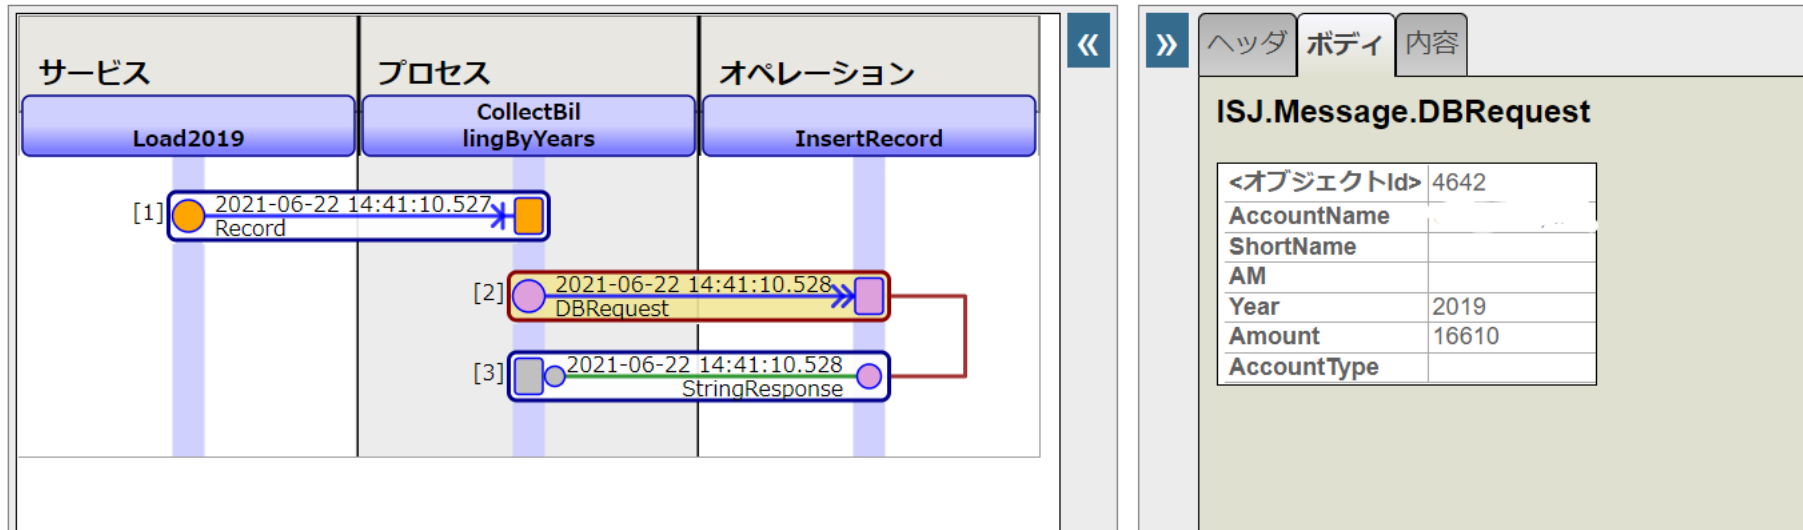 サービス
プロセス
オペレーション
Load2019
CollectBil
lingByYears
InsertRecord
[1]
2021-06-22 14:41:10.527
Record
[2]
2021-06-22 14:41:10.528
DBRequest
[3]
2021-06-22 14:41:10.528
StringResponse
«
»
ヘッダ ボディ 内容
ISJ.Message.DBRequest
<オブジェクトId> 4642
AccountName
ShortName
AM
Year 2019
Amount 16610
AccountType